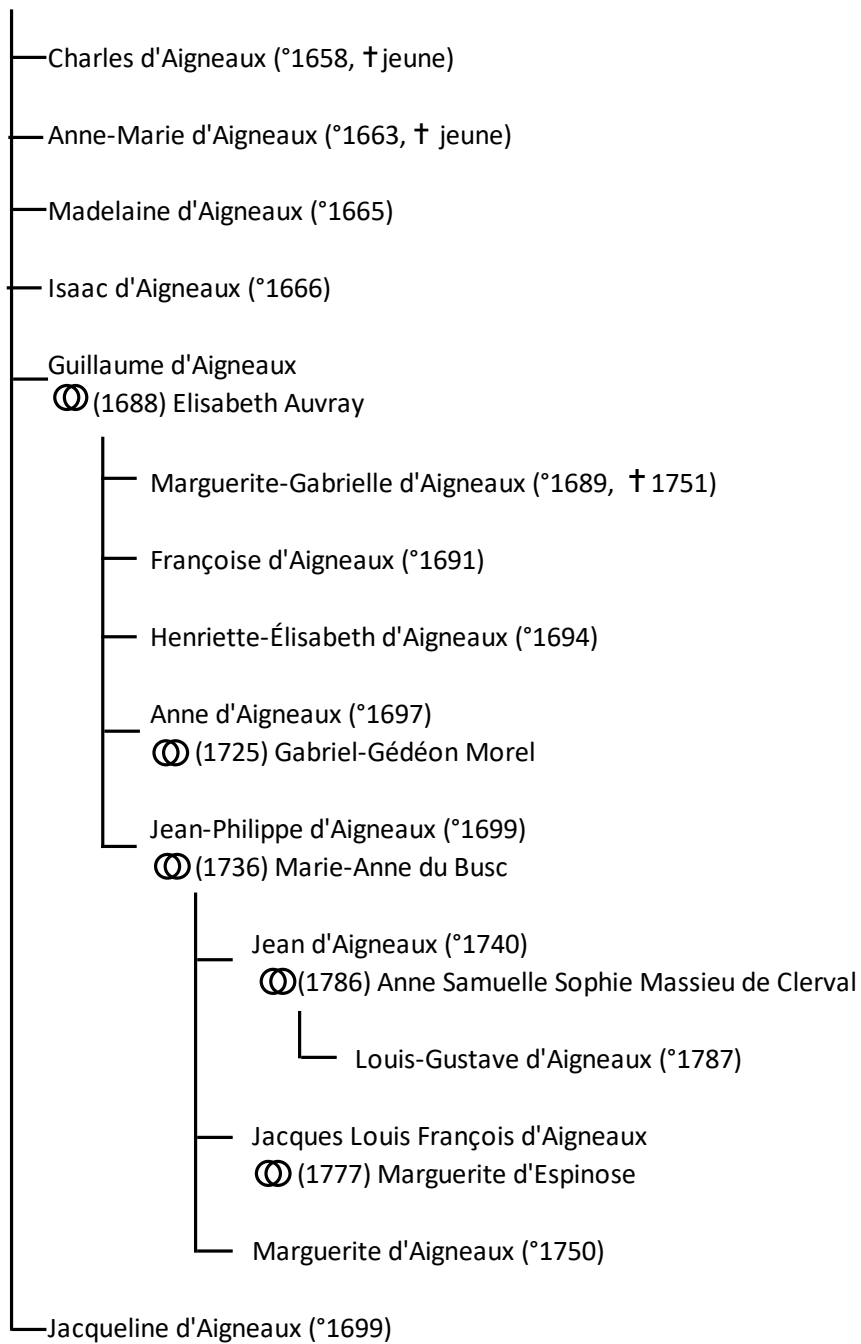 Charles d'Aigneaux (°1658, ✝jeune)
Anne-Marie d'Aigneaux (°1663, ✝ jeune)
Madelaine d'Aigneaux (°1665)
Isaac d'Aigneaux (°1666)
Guillaume d'Aigneaux
(1688) Elisabeth Auvray
Marguerite-Gabrielle d'Aigneaux (°1689, ✝1751)
Françoise d'Aigneaux (°1691)
Henriette-Élisabeth d'Aigneaux (°1694)
Anne d'Aigneaux (°1697)
(1725) Gabriel-Gédéon Morel
Jean-Philippe d'Aigneaux (°1699)
(1736) Marie-Anne du Busc
Jean d'Aigneaux (°1740)
(1786) Anne Samuelle Sophie Massieu de Clerval
Louis-Gustave d'Aigneaux (°1787)
Jacques Louis François d'Aigneaux
(1777) Marguerite d'Espinose
Marguerite d'Aigneaux (°1750)
Jacqueline d'Aigneaux (°1699)